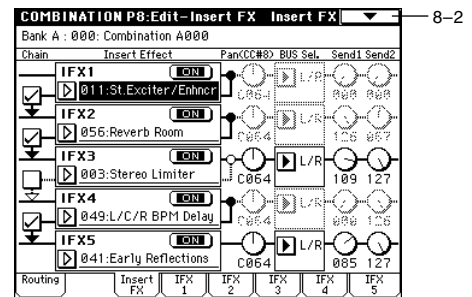 COMBINATION P8:Edit-Insert FX Insert FX
8–2
Bank A : 000: Combination A000
Chain Insert Effect Pan(CC#8) BUS Sel. Send1 Send2
IFX1 ON
011:St.Exciter/Enhncr L/R
C064 000 000
IFX2 ON
056:Reverb Room L/R
C064 126 067
IFX3 ON
003:Stereo Limiter L/R
C064 109 127
IFX4 ON
049:L/C/R BPM Delay L/R
C064 000 126
IFX5 ON
041:Early Reflections L/R
C064 085 127
Routing Insert FX IFX 1 IFX 2 IFX 3 IFX 4 IFX 5